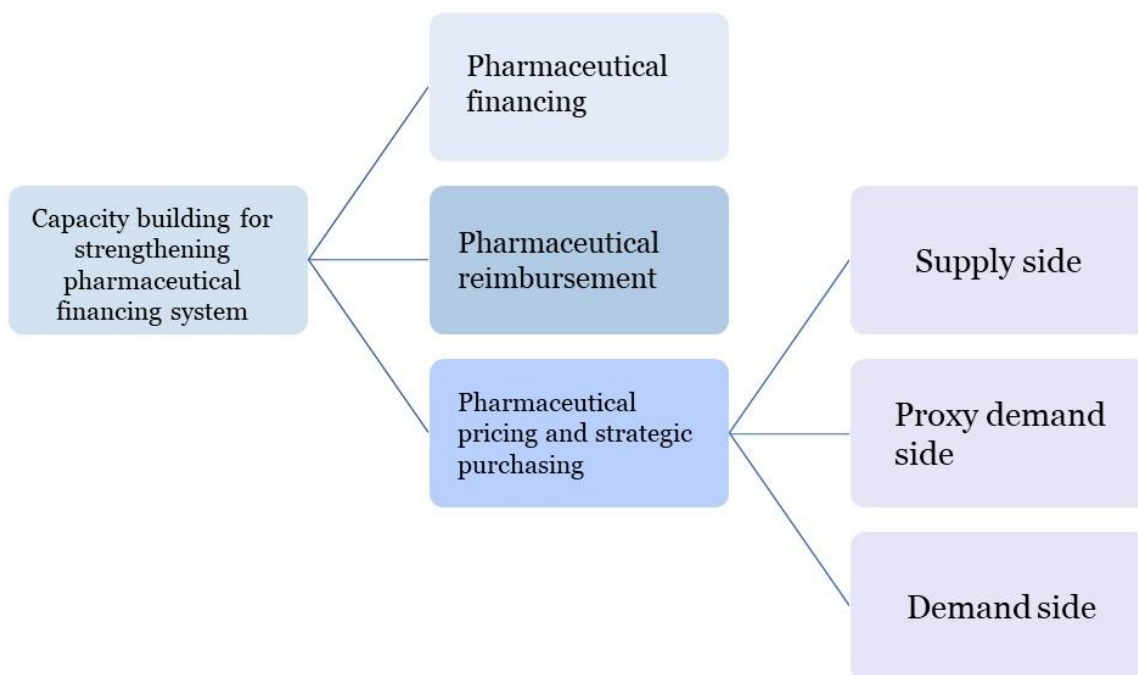 Pharmaceutical
financing
Capacity building for
strengthening
pharmaceutical
financing system
Pharmaceutical
reimbursement
Pharmaceutical
pricing and strategic
purchasing
Supply side
Proxy demand
side
Demand side